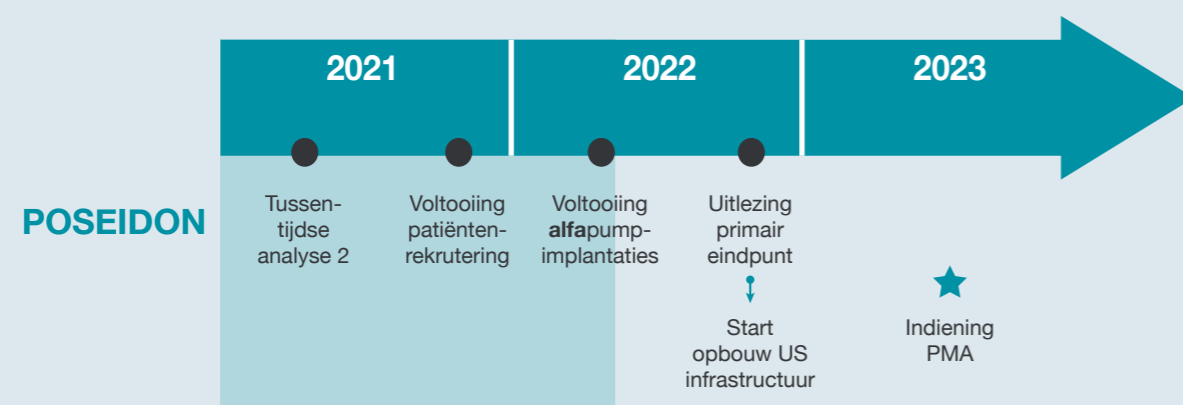 2021
2022
2023
POSEIDON
Tussen-
tijdse
analyse 2
Voltooiing
patiënten-
rekrutering
Voltooiing
alfapump-
implantaties
Uitlezing
primair
eindpunt
Start
opbouw US
infrastructuur
Indiening
PMA